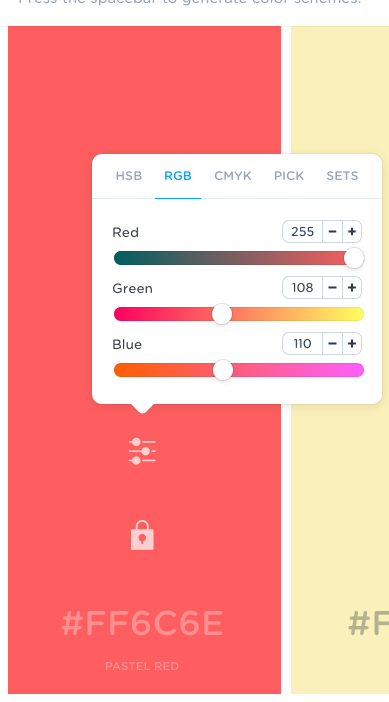 Press the spacebar to generate color schemes.
HSB RGB CMYK PICK SETS
Red 255 − +
Green 108 − +
Blue 110 − +
#FF6C6E #F
PASTEL RED